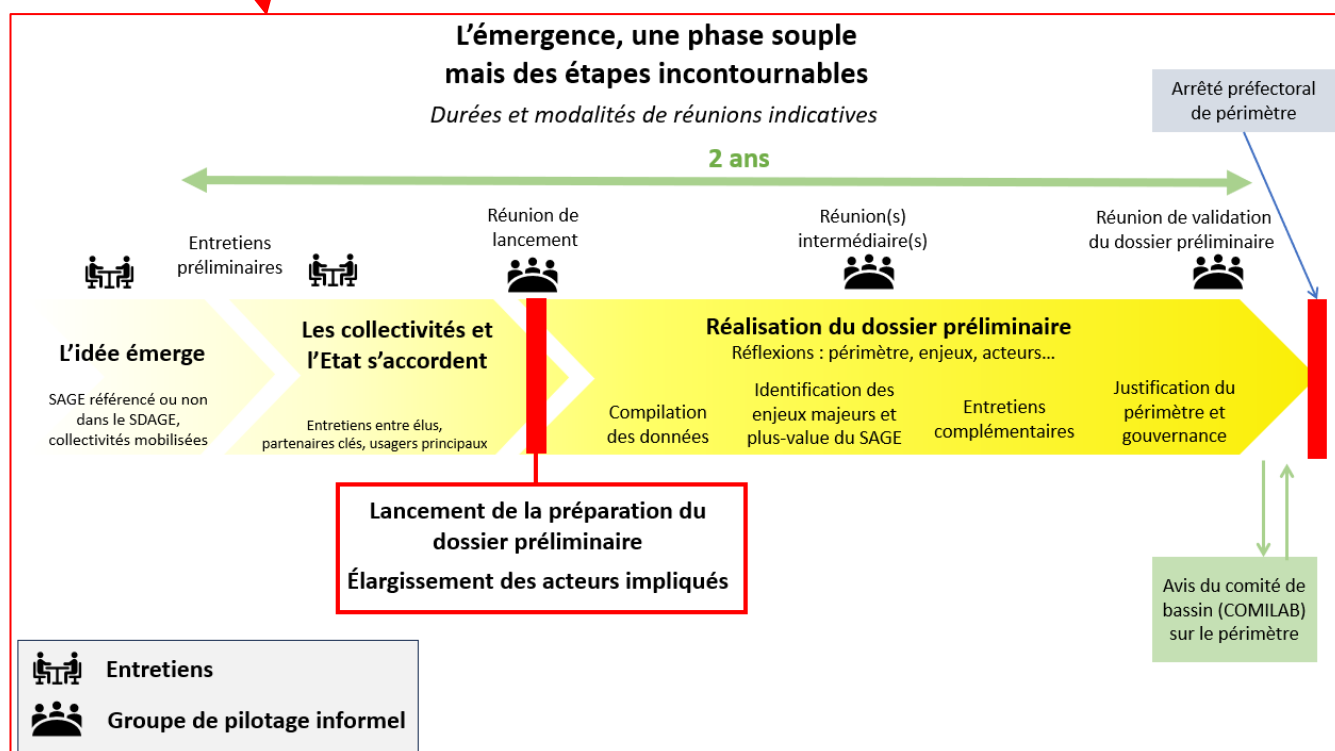 L’émergence, une phase souple
mais des étapes incontournables
Durées et modalités de réunions indicatives
Arrêté préfectoral
de périmètre
2 ans
Entretiens
préliminaires
Réunion de
lancement
Réunion(s)
intermédiaire(s)
Réunion de validation
du dossier préliminaire
L’idée émerge
SAGE référencé ou non
dans le SDAGE,
collectivités mobilisées
Les collectivités et
l’Etat s’accordent
Entretiens entre élus,
partenaires clés, usagers principaux
Réalisation du dossier préliminaire
Réflexions : périmètre, enjeux, acteurs…
Compilation
des données
Identification des
enjeux majeurs et
plus-value du SAGE
Entretiens
complémentaires
Justification du
périmètre et
gouvernance
Lancement de la préparation du
dossier préliminaire
Élargissement des acteurs impliqués
Avis du comité de
bassin (COMILAB)
sur le périmètre
Entretiens
Groupe de pilotage informel